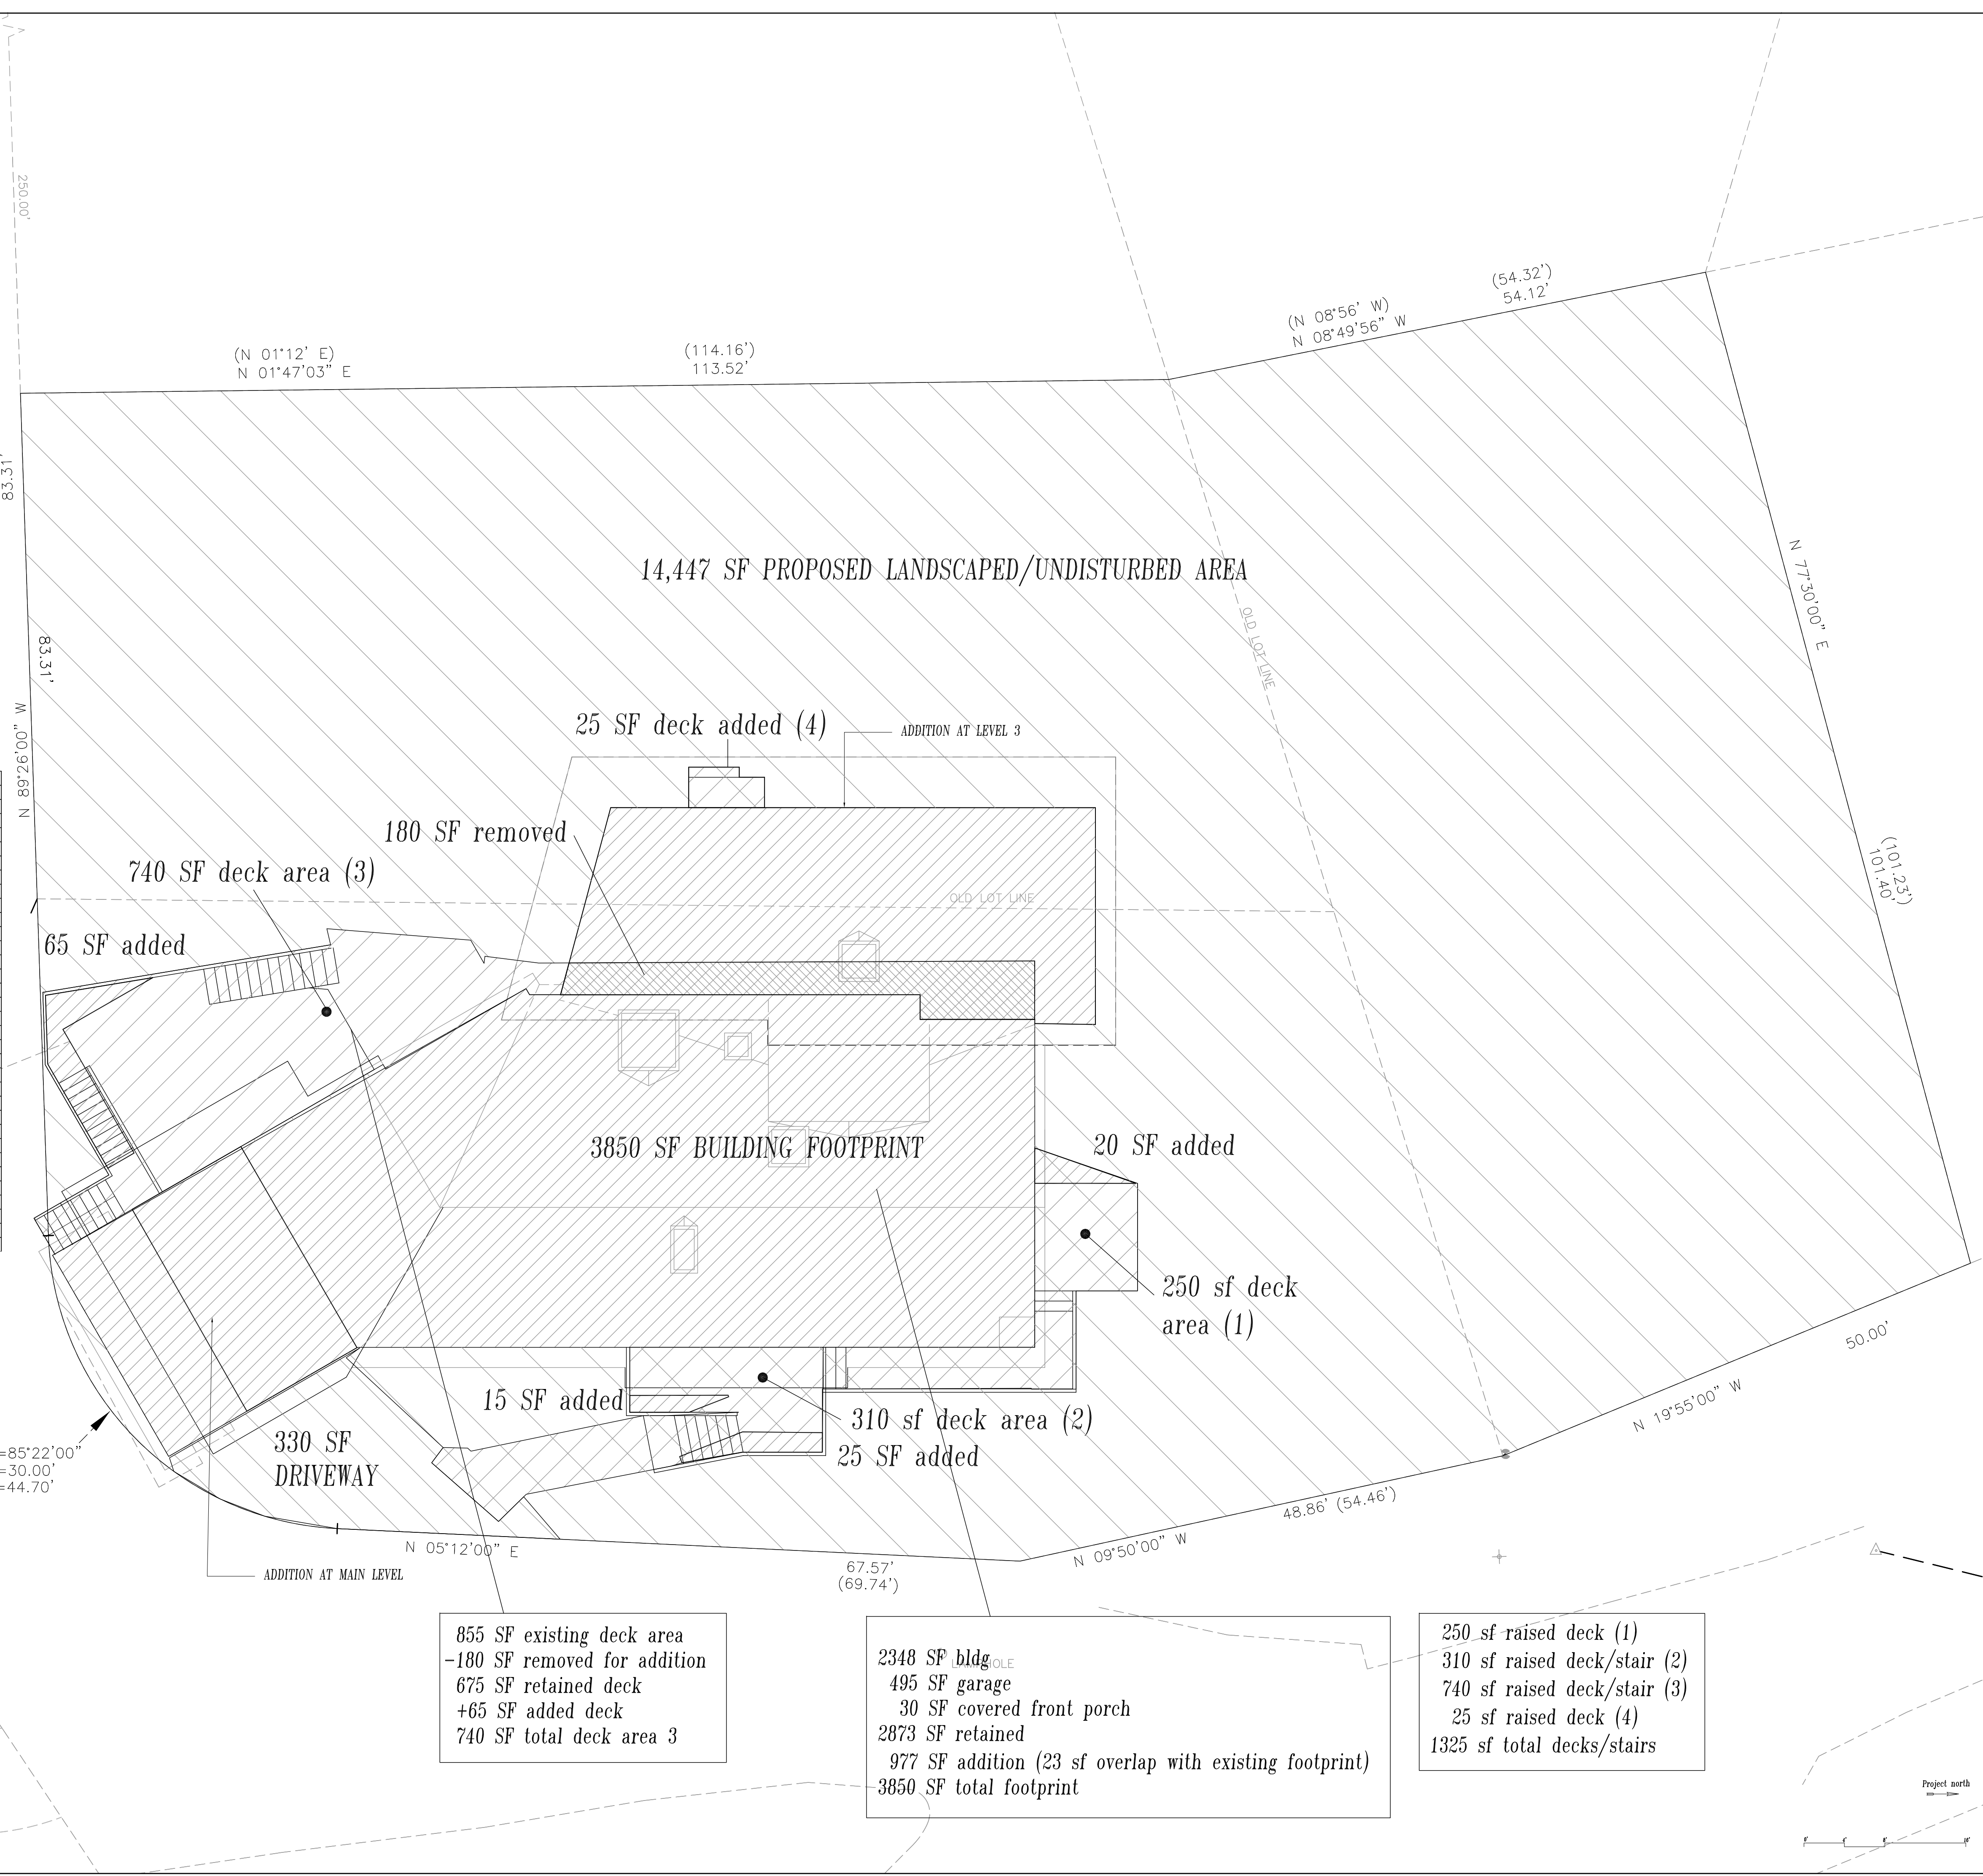 250.00'
(54.32')
54.12'
(N 08°56' W)
N 08°49'56" W
(N 01°12' E)
N 01°47'03" E
(114.16')
113.52'
83.31'
83.31'
N 89°26'00" W
N 77°30'00" E
14,447 SF PROPOSED LANDSCAPED/UNDISTURBED AREA
OLD LOT LINE
25 SF deck added (4)
ADDITION AT LEVEL 3
180 SF removed
740 SF deck area (3)
(101.23')
101.40'
OLD LOT LINE
65 SF added
3850 SF BUILDING FOOTPRINT
20 SF added
250 sf deck
area (1)
50.00'
N 19°55'00" W
15 SF added
310 sf deck area (2)
25 SF added
330 SF
DRIVEWAY
=85°22'00"
=30.00'
=44.70'
48.86' (54.46')
N 09°50'00" W
N 05°12'00" E
67.57'
(69.74')
ADDITION AT MAIN LEVEL
855 SF existing deck area
-180 SF removed for addition
675 SF retained deck
+65 SF added deck
740 SF total deck area 3
2348 SF bldg
495 SF garage
30 SF covered front porch
2873 SF retained
977 SF addition (23 sf overlap with existing footprint)
3850 SF total footprint
250 sf raised deck (1)
310 sf raised deck/stair (2)
740 sf raised deck/stair (3)
25 sf raised deck (4)
1325 sf total decks/stairs
Project north
0' 4' 8' 16'